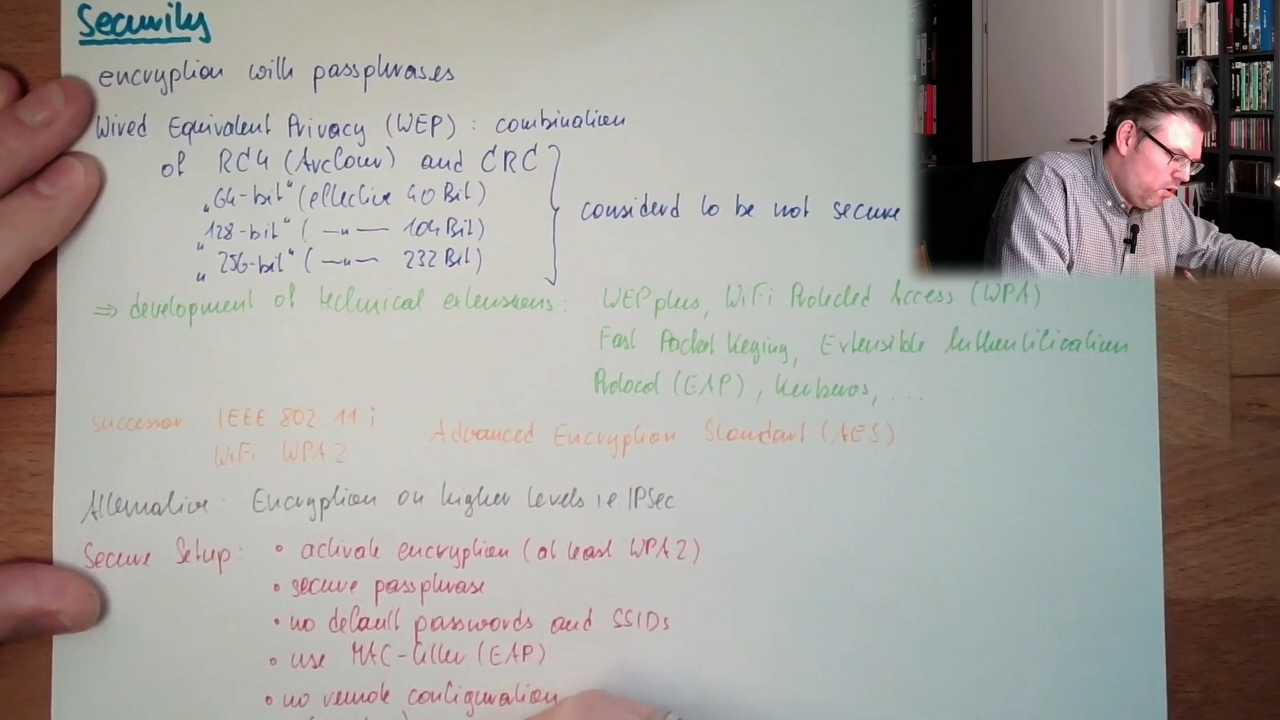 Security
encryption with passphrases
Wired Equivalent Privacy (WEP) : combination
of RC4 (Arcfour) and CRC
"64-bit" (effective 40 Bit)
"128-bit" ( —"— 104 Bit)
"256-bit" ( —"— 232 Bit)
considerd to be not secure
⇒ development of technical extensions: WEPplus, WiFi Protected Access (WPA)
Fast Packet Keying, Extensible Authentification
Protocol (EAP), Kerberos, ...
successor IEEE 802.11 i
WiFi WPA2
Advanced Encryption Standart (AES)
Alternative: Encryption on higher levels i.e. IPSec
Secure Setup: • activate encryption (at least WPA2)
• secure passphrase
• no default passwords and SSIDs
• use MAC-filter (EAP)
• no remote configuration